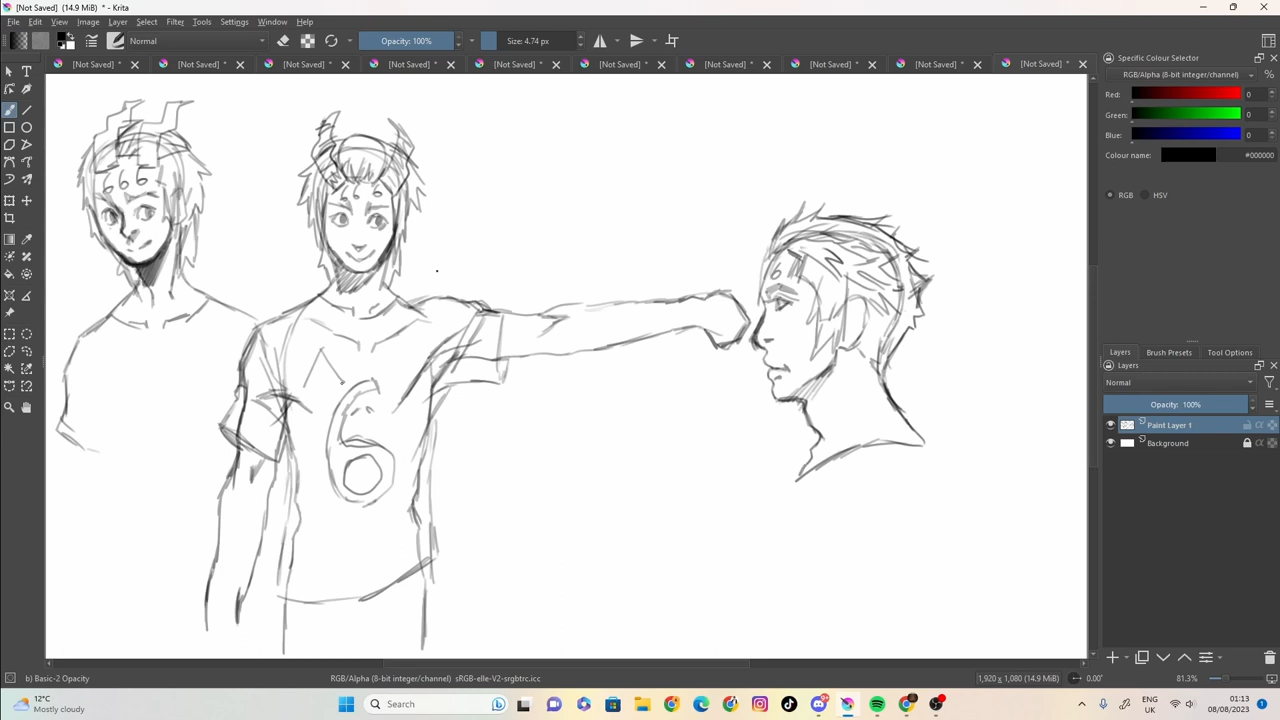 [Not Saved] (14.9 MiB) * - Krita
File Edit View Image Layer Select Filter Tools Settings Window Help
Normal Opacity: 100% Size: 4.74 px
[Not Saved] * [Not Saved] * [Not Saved] * [Not Saved] * [Not Saved] * [Not Saved] * [Not Saved] * [Not Saved] * [Not Saved] * [Not Saved] *
Specific Colour Selector
RGB/Alpha (8-bit integer/channel) %
Red: 0
Green: 0
Blue: 0
Colour name: #000000
RGB HSV
6 6 6
6
Layers Brush Presets Tool Options
Layers
Normal
Opacity: 100%
Paint Layer 1
Background
b) Basic-2 Opacity RGB/Alpha (8-bit integer/channel) sRGB-elle-V2-srgbtrc.icc 1,920 x 1,080 (14.9 MiB) 0.00° 81.3%
12°C
Mostly cloudy
Search
ENG
UK
01:13
08/08/2023